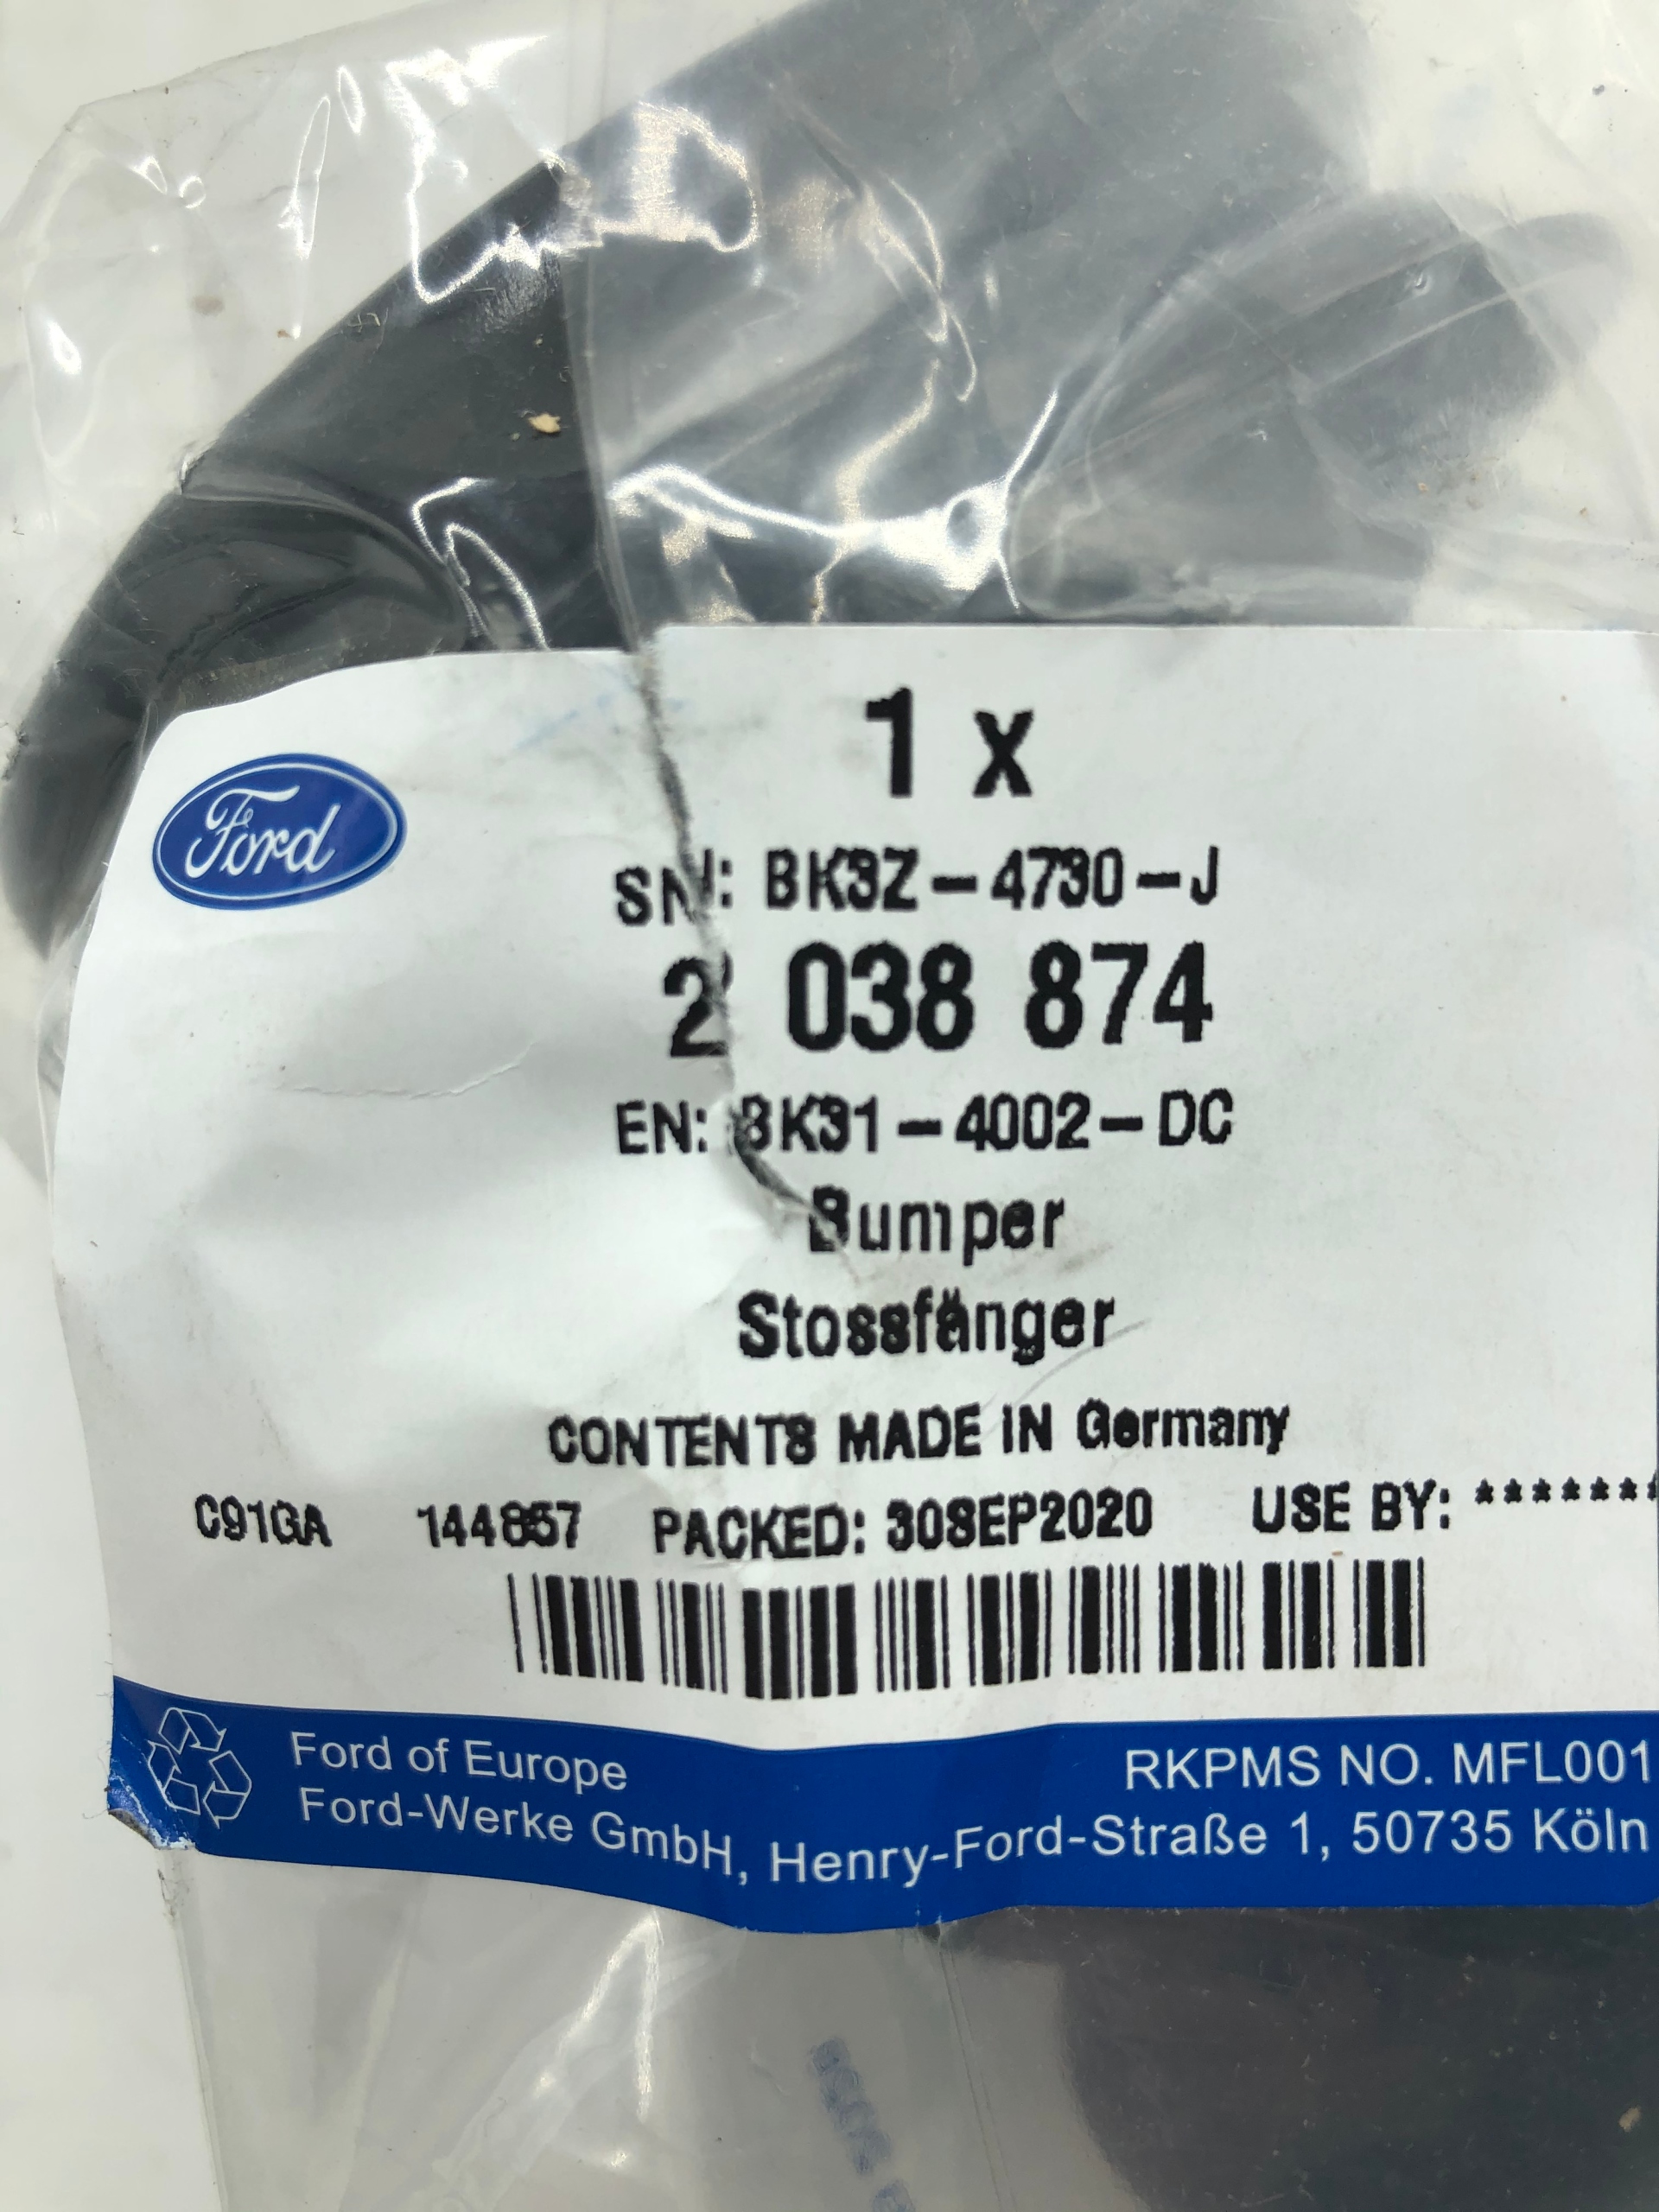 1 x
Ford
SN: BK3Z-4730-J
2 038 874
EN: BK31-4002-DC
Bumper
Stossfänger
CONTENTS MADE IN Germany
C91GA 144857 PACKED: 30SEP2020 USE BY: *******
Ford of Europe RKPMS NO. MFL001
Ford-Werke GmbH, Henry-Ford-Straße 1, 50735 Köln